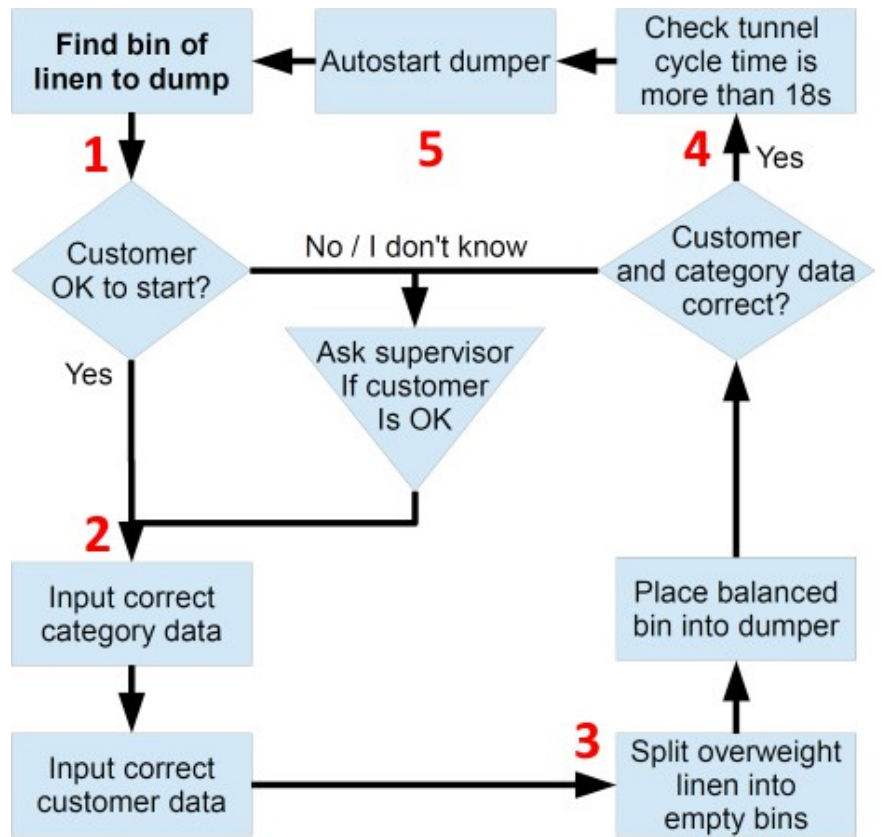 Find bin of
linen to dump
Autostart dumper
Check tunnel
cycle time is
more than 18s
1
5
4
Yes
Customer
OK to start?
No / I don't know
Customer
and category data
correct?
Ask supervisor
If customer
Is OK
Yes
2
Input correct
category data
Place balanced
bin into dumper
3
Input correct
customer data
Split overweight
linen into
empty bins